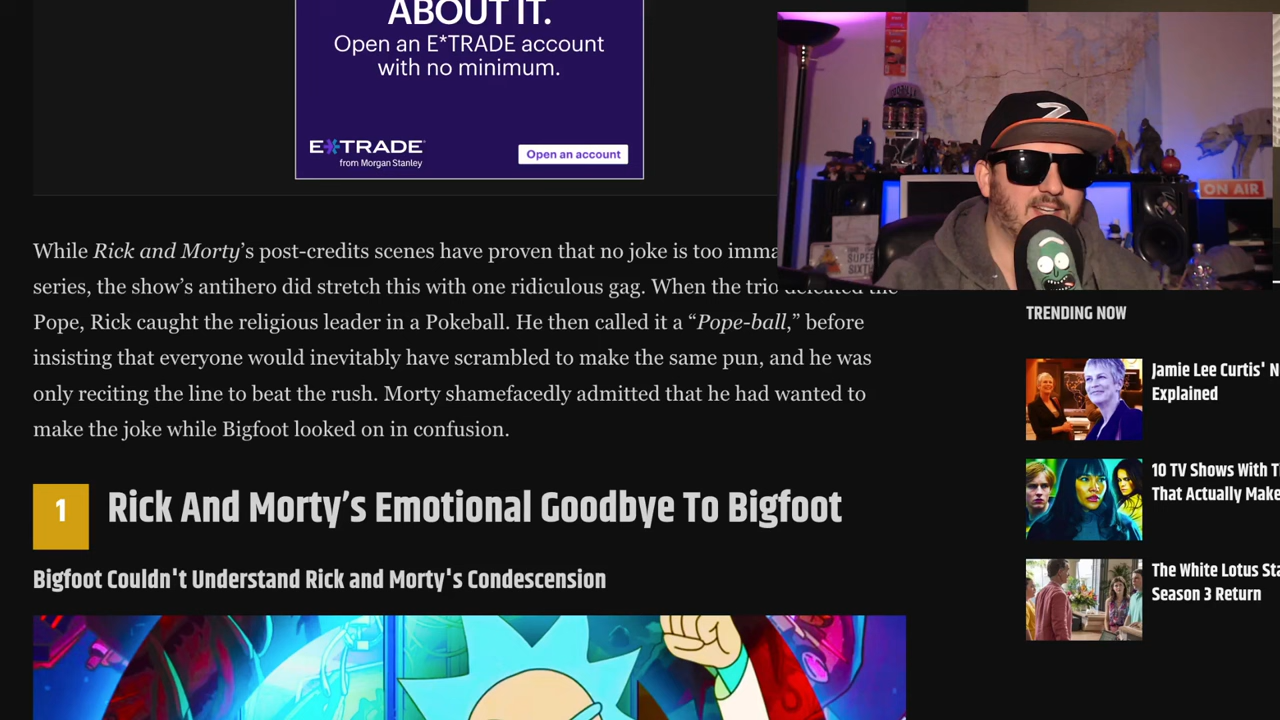 ABOUT IT.
Open an E*TRADE account
with no minimum.
E*TRADE
from Morgan Stanley
Open an account
ON AIR
While Rick and Morty's post-credits scenes have proven that no joke is too imma
series, the show's antihero did stretch this with one ridiculous gag. When the trio defeated the
Pope, Rick caught the religious leader in a Pokeball. He then called it a “Pope-ball,” before
insisting that everyone would inevitably have scrambled to make the same pun, and he was
only reciting the line to beat the rush. Morty shamefacedly admitted that he had wanted to
make the joke while Bigfoot looked on in confusion.
1
Rick And Morty’s Emotional Goodbye To Bigfoot
Bigfoot Couldn't Understand Rick and Morty's Condescension
TRENDING NOW
Jamie Lee Curtis' N
Explained
10 TV Shows With T
That Actually Make
The White Lotus Sta
Season 3 Return